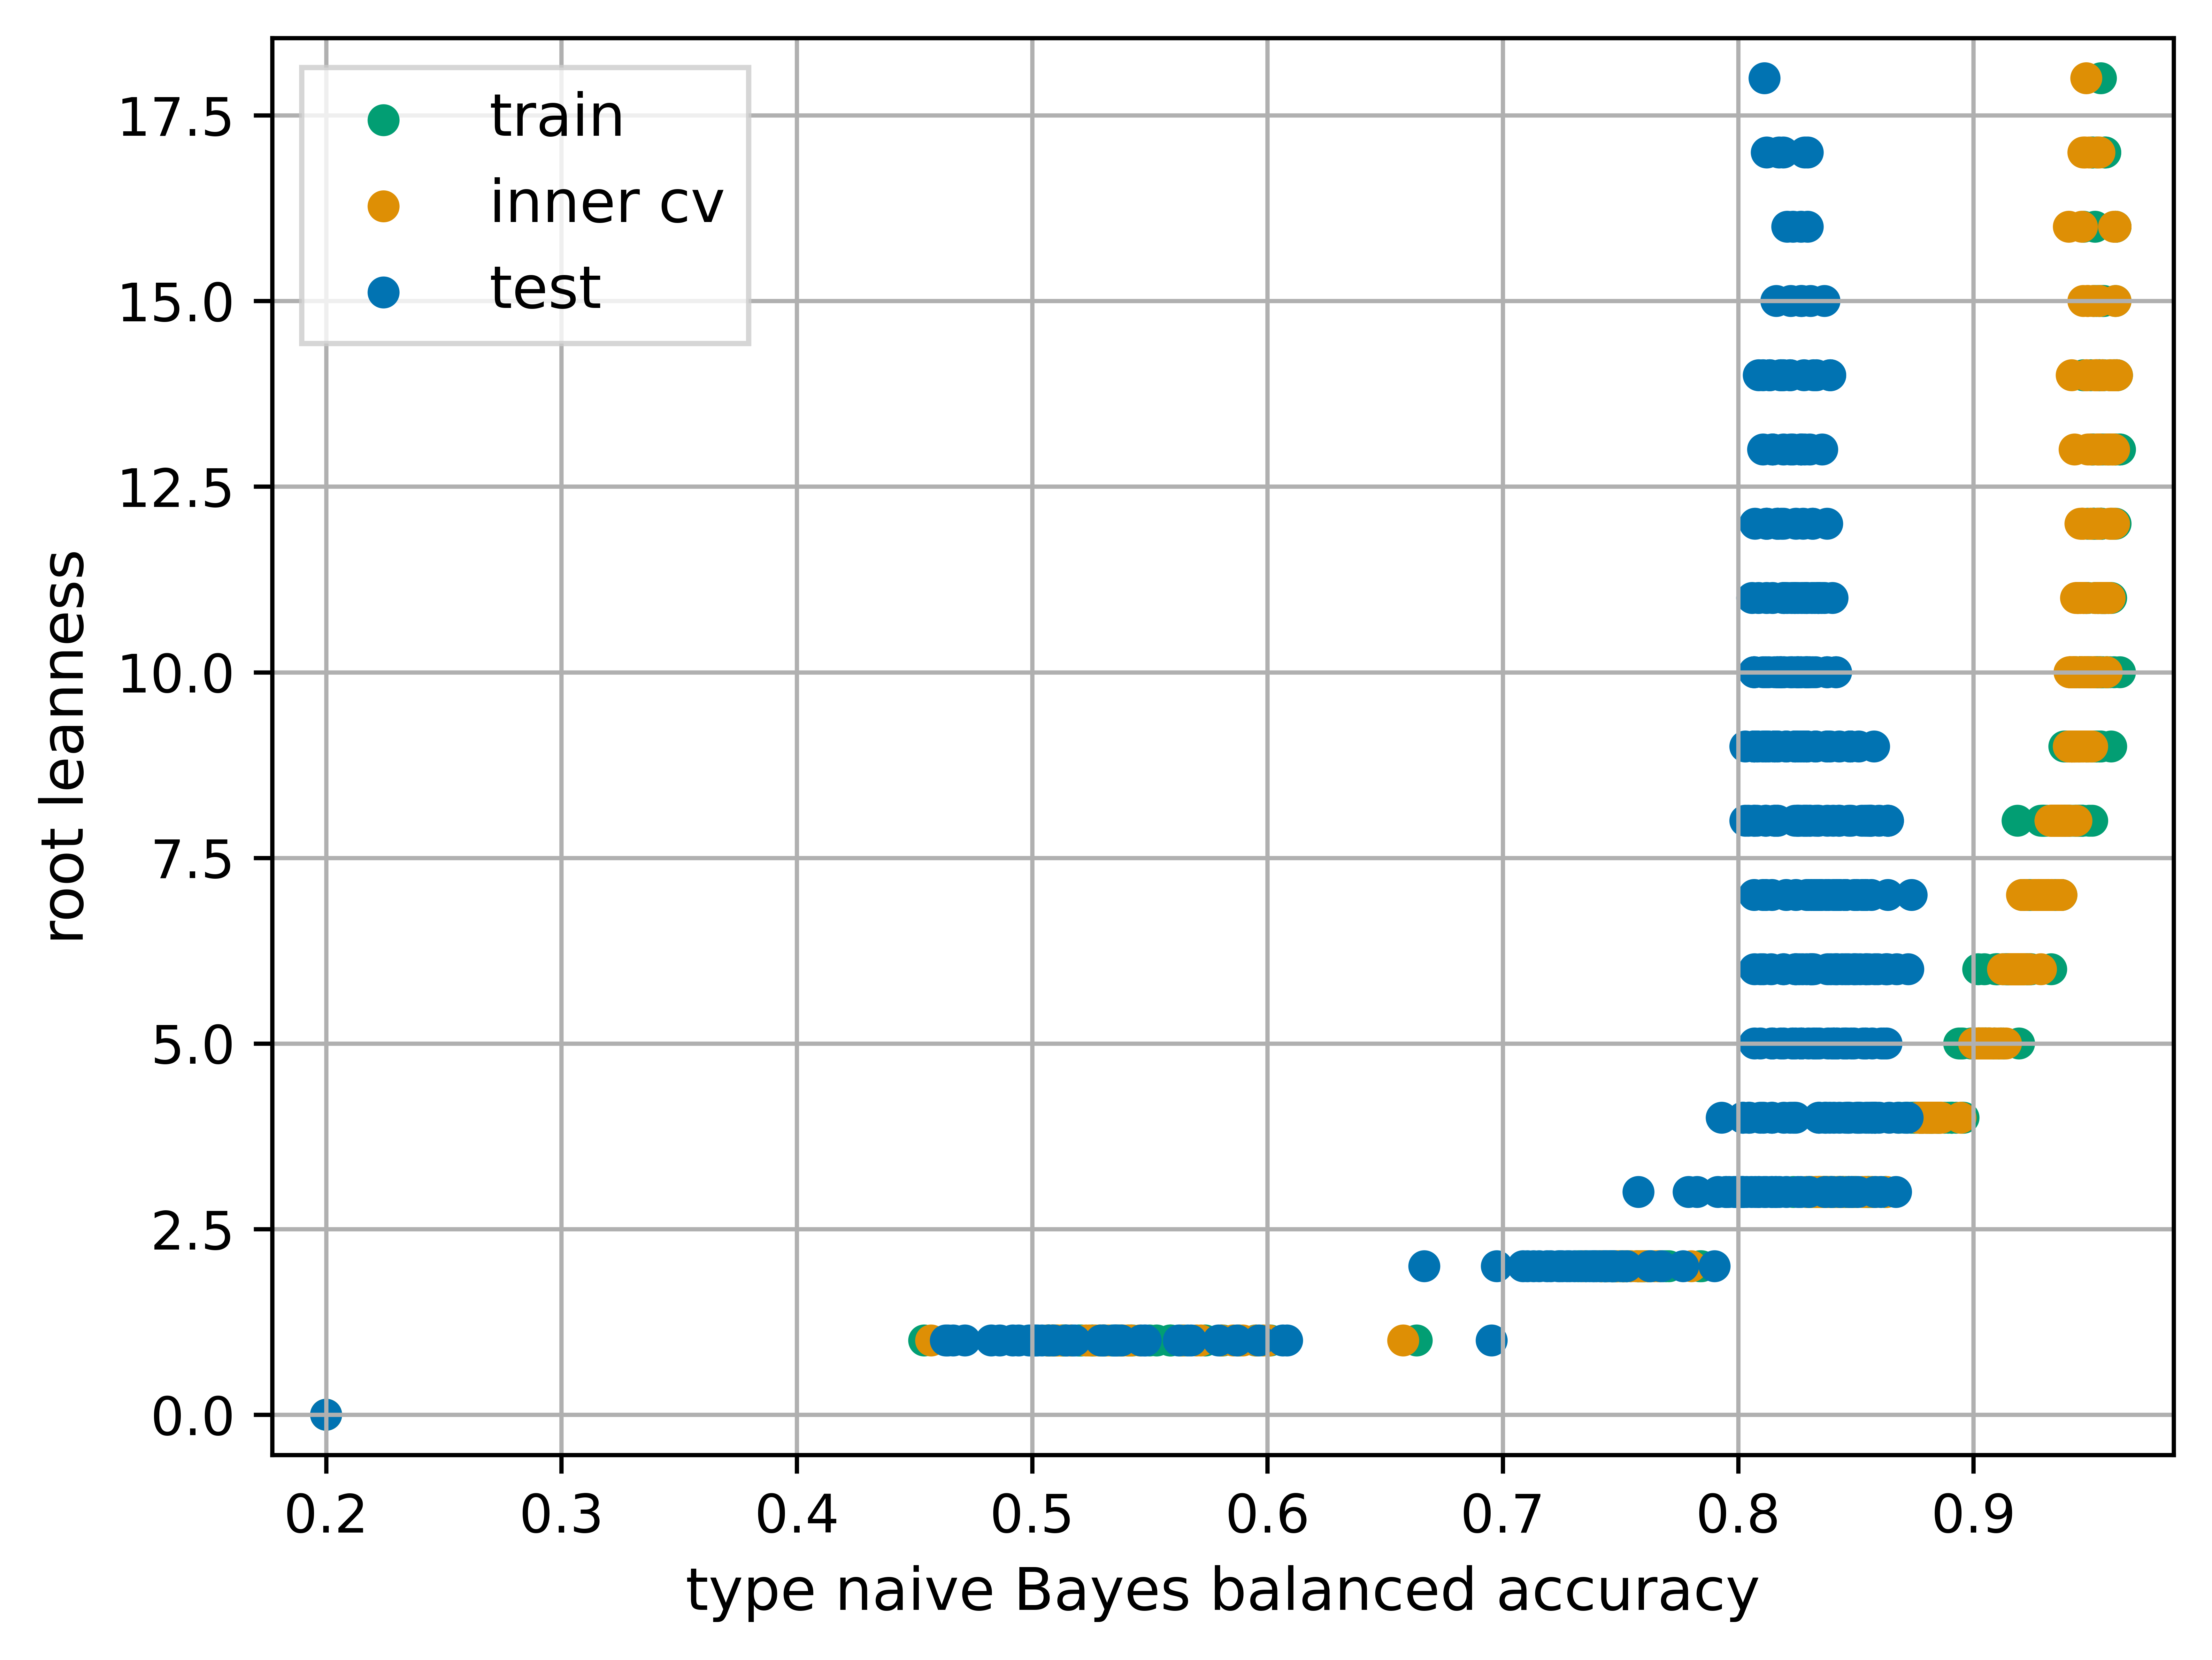 train
inner cv
test
17.5
15.0
12.5
10.0
7.5
5.0
2.5
0.0
root leanness
0.2 0.3 0.4 0.5 0.6 0.7 0.8 0.9
type naive Bayes balanced accuracy